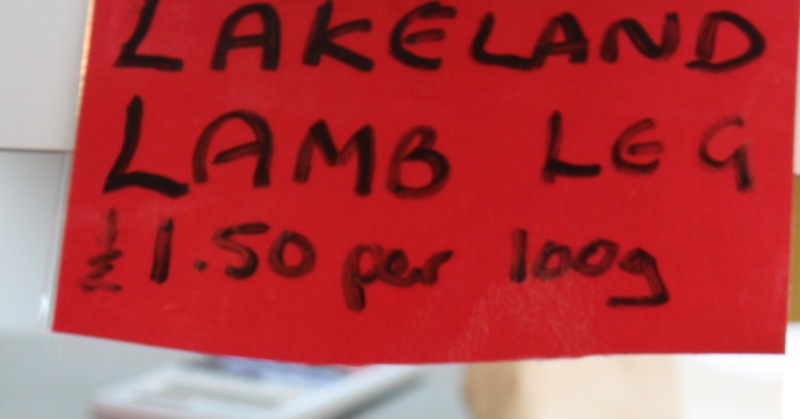 LAKELAND
LAMB LEG
£1.50 per 100g